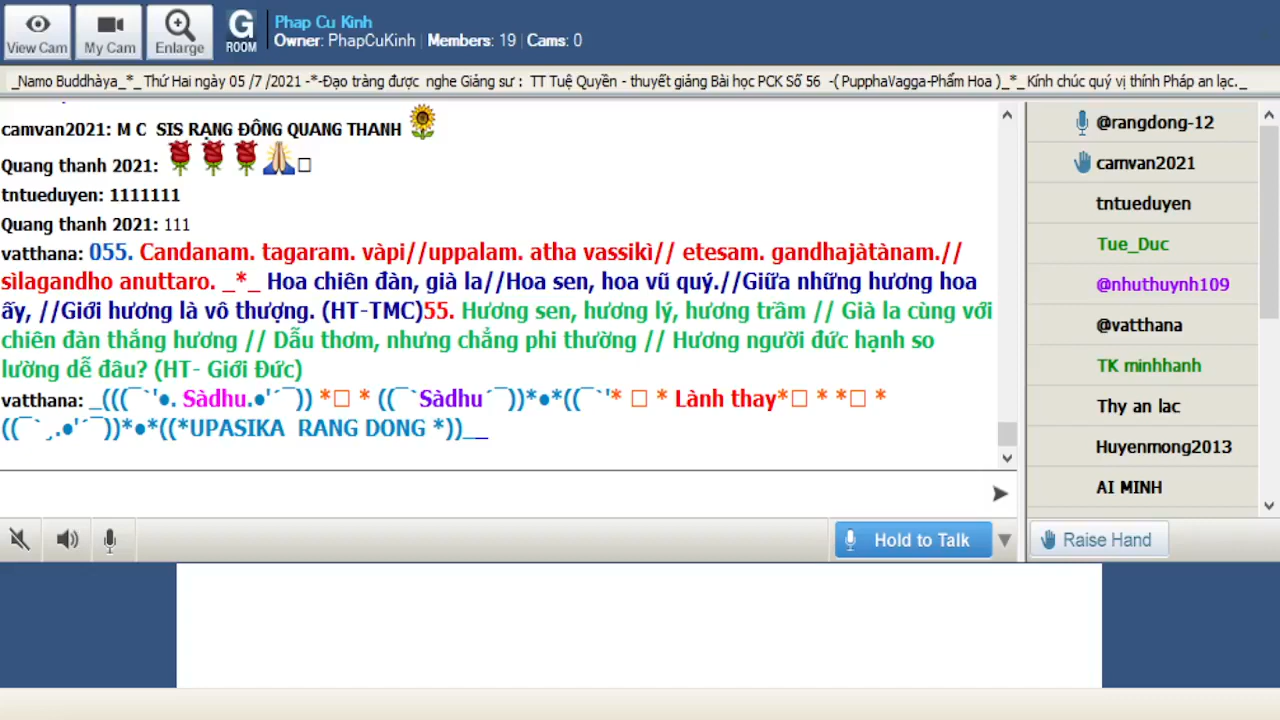 View Cam
My Cam
Enlarge
G
ROOM
Phap Cu Kinh
Owner: PhapCuKinh | Members: 19 | Cams: 0
_Namo Buddhàya_*_ Thứ Hai ngày 05 /7 /2021 -*-Đạo tràng được nghe Giảng sư : TT Tuệ Quyền - thuyết giảng Bài học PCK Số 56 -( PupphaVagga-Phẩm Hoa )_*_ Kính chúc quý vị thính Pháp an lạc._
camvan2021: M C SIS RẠNG ĐÔNG QUANG THANH
Quang thanh 2021:
tntueduyen: 1111111
Quang thanh 2021: 111
vatthana: 055. Candanam. tagaram. vàpi//uppalam. atha vassikì// etesam. gandhajàtànam.//
sìlagandho anuttaro. _*_ Hoa chiên đàn, già la//Hoa sen, hoa vũ quý.//Giữa những hương hoa
ấy, //Giới hương là vô thượng. (HT-TMC)55. Hương sen, hương lý, hương trầm // Già la cùng với
chiên đàn thắng hương // Dẫu thơm, nhưng chẳng phi thường // Hương người đức hạnh so
lường dễ đâu? (HT- Giới Đức)
vatthana: _(((¯`'●. Sàdhu.●'´¯)) *□ * ((¯`Sàdhu´¯))*●*((¯`'* □ * Lành thay*□ * *□ *
((¯`¸.●'´¯))*●*((*UPASIKA RANG DONG *))__
@rangdong-12
camvan2021
tntueduyen
Tue_Duc
@nhuthuynh109
@vatthana
TK minhhanh
Thy an lac
Huyenmong2013
AI MINH
Hold to Talk
Raise Hand